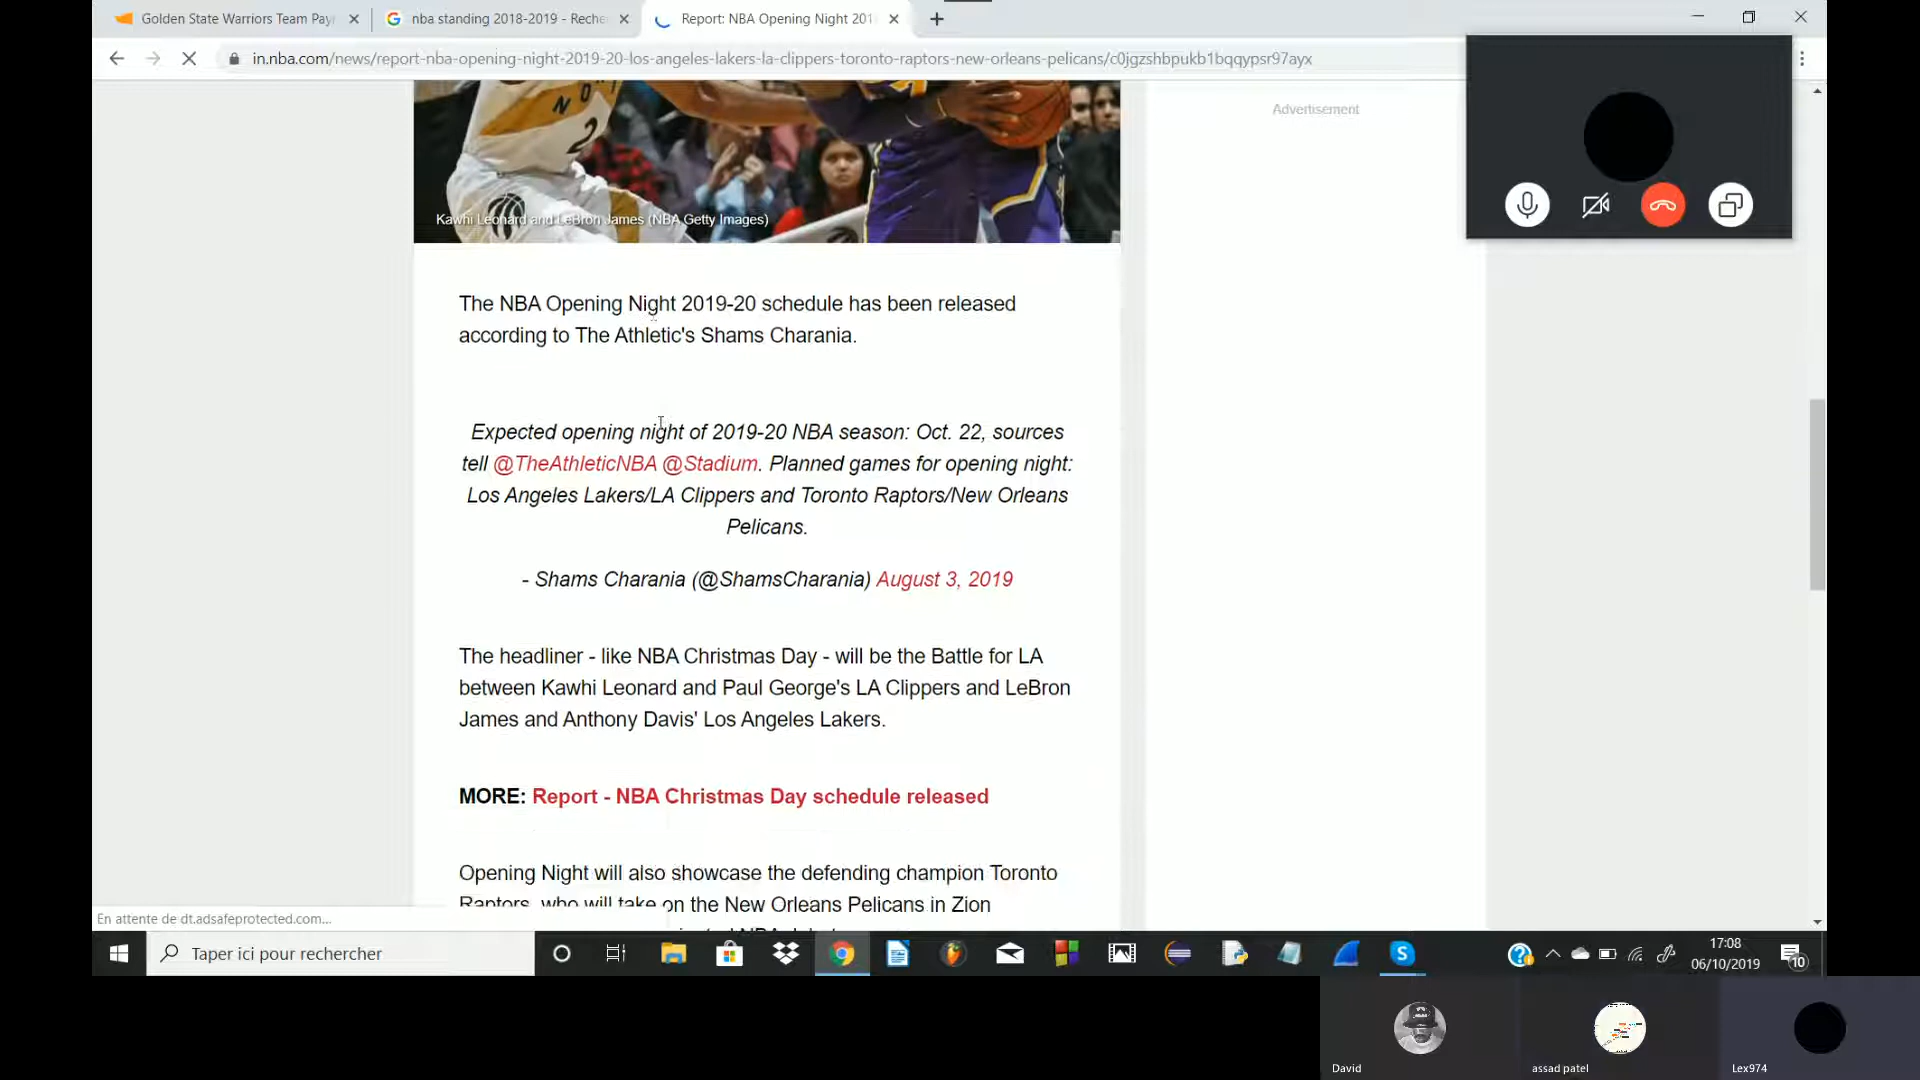 Golden State Warriors Team Pay
nba standing 2018-2019 - Reche
Report: NBA Opening Night 201
in.nba.com/news/report-nba-opening-night-2019-20-los-angeles-lakers-la-clippers-toronto-raptors-new-orleans-pelicans/c0jgzshbpukb1bqqypsr97ayx
Advertisement
2
Kawhi Leonard and LeBron James (NBA Getty Images)
The NBA Opening Night 2019-20 schedule has been released
according to The Athletic's Shams Charania.
Expected opening night of 2019-20 NBA season: Oct. 22, sources
tell @TheAthleticNBA @Stadium. Planned games for opening night:
Los Angeles Lakers/LA Clippers and Toronto Raptors/New Orleans
Pelicans.
- Shams Charania (@ShamsCharania) August 3, 2019
The headliner - like NBA Christmas Day - will be the Battle for LA
between Kawhi Leonard and Paul George's LA Clippers and LeBron
James and Anthony Davis' Los Angeles Lakers.
MORE: Report - NBA Christmas Day schedule released
Opening Night will also showcase the defending champion Toronto
Raptors, who will take on the New Orleans Pelicans in Zion
En attente de dt.adsafeprotected.com...
Taper ici pour rechercher
17:08
06/10/2019
10
David
assad patel
Lex974